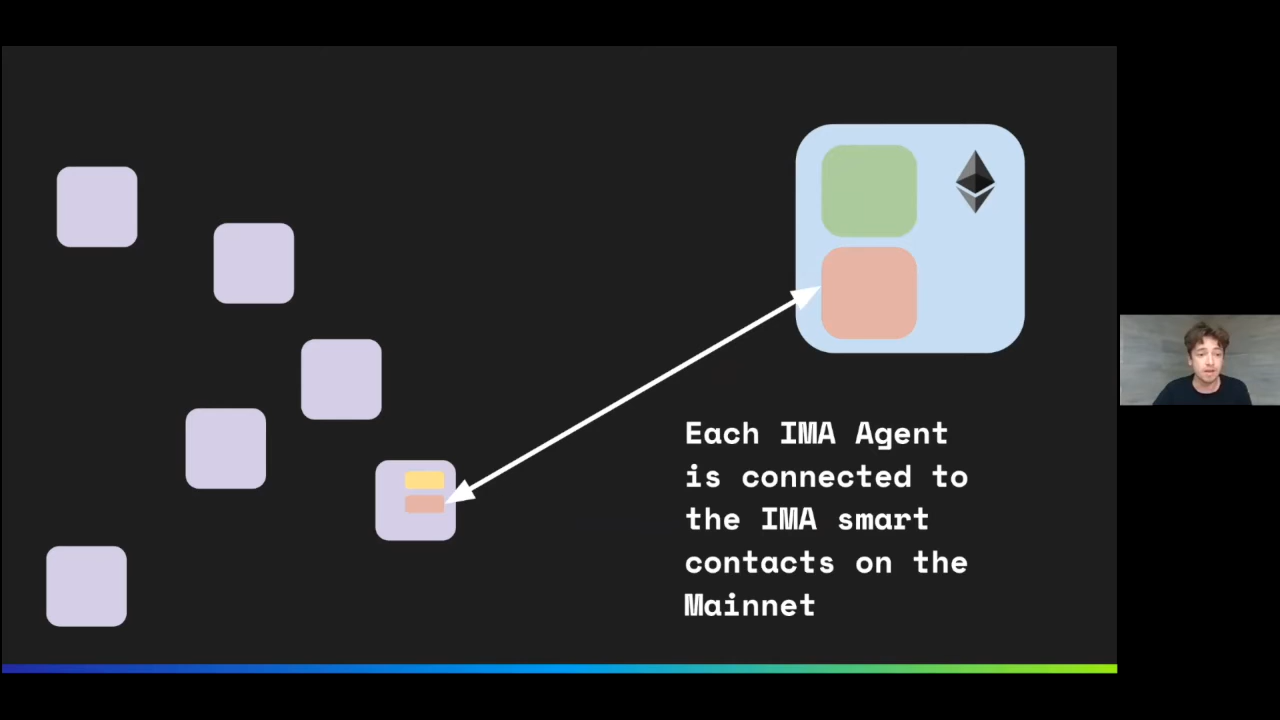 Each IMA Agent
is connected to
the IMA smart
contacts on the
Mainnet